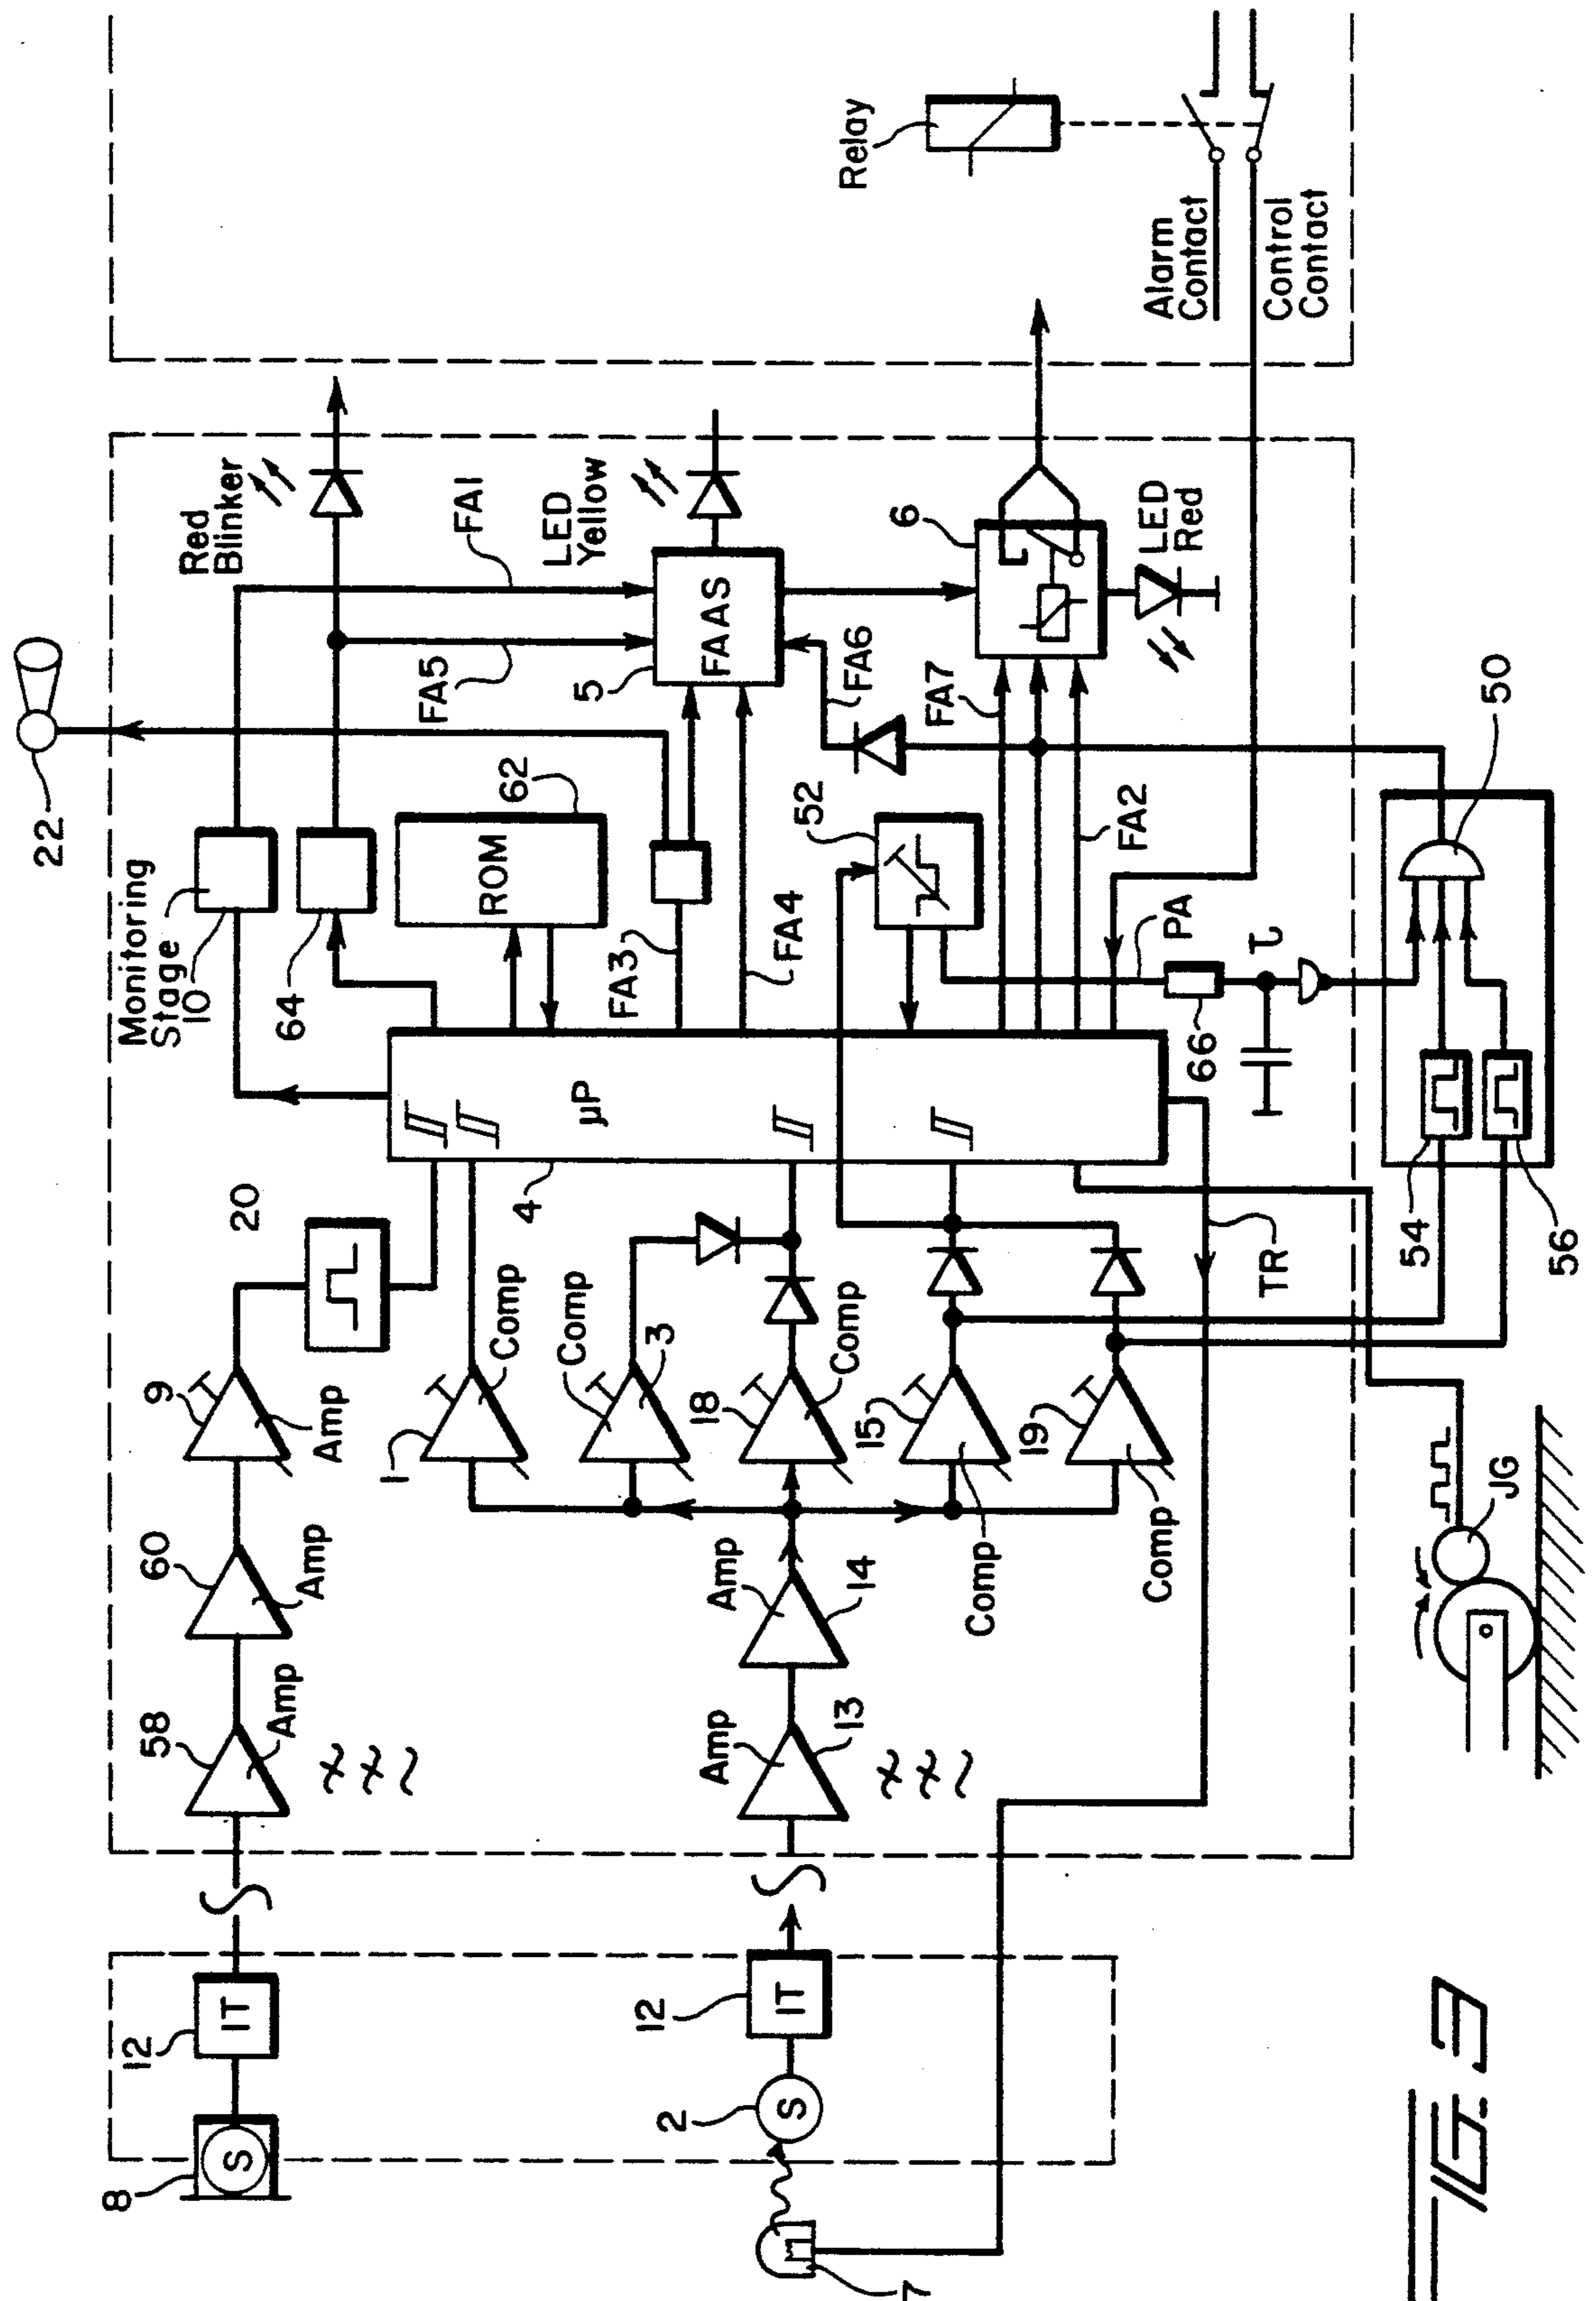 8
S
12
IT
58
Amp
60
Amp
9
Amp
20
Monitoring
Stage
10
64
Red
Blinker
22
FA1
FA5
LED
Yellow
ROM
62
FAAS
5
FA3
FA4
FA6
FA7
FA2
6
LED
Red
7
2
S
12
IT
Amp
13
Amp
14
1
Comp
Comp
3
18
Comp
15
Comp
19
Comp
4
µP
52
PA
66
τ
TR
54
56
50
JG
Relay
Alarm
Contact
Control
Contact
FIG. 3